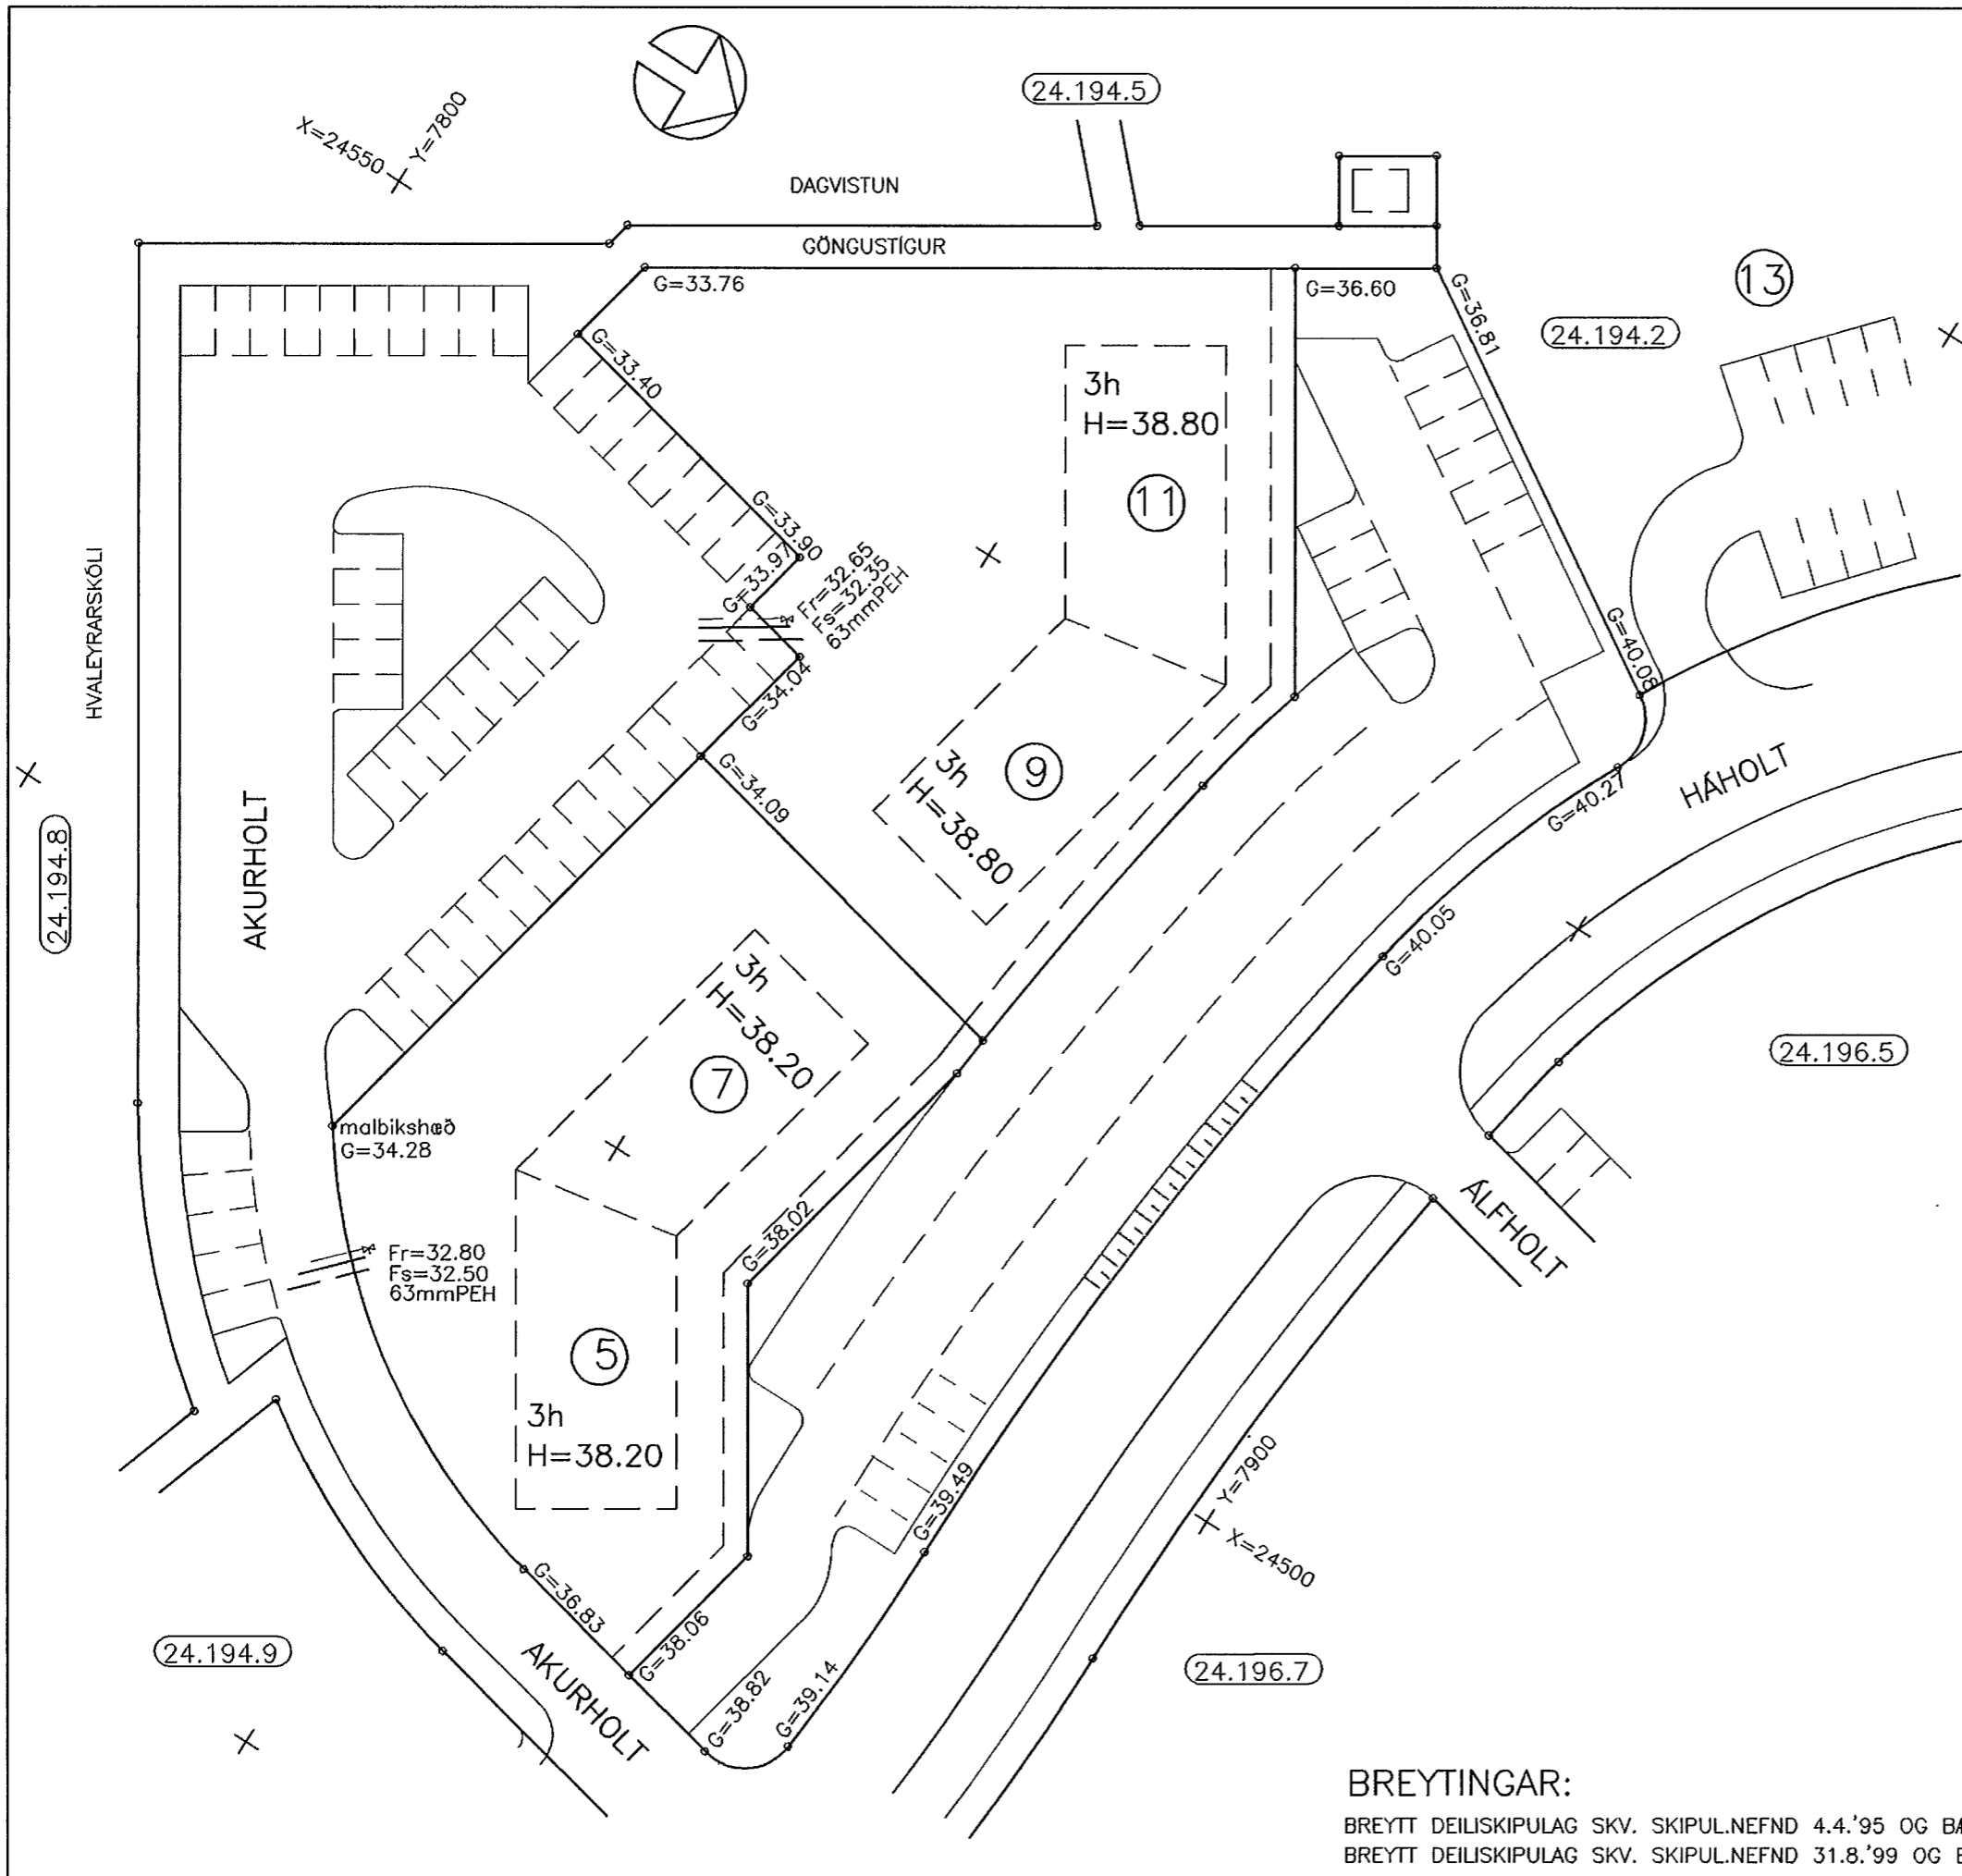 24.194.5
X=24550
Y=7800
DAGVISTUN
GÖNGUSTÍGUR
G=33.76
G=36.60
G=36.81
13
24.194.2
G=33.40
3h
H=38.80
11
G=33.90
G=33.97
Fr=32.65
Fs=32.35
63mmPEH
HVALEYRARSKÓLI
G=34.04
G=40.08
G=34.09
3h
H=38.80
9
HÁHOLT
G=40.27
AKURHOLT
24.194.8
G=40.05
3h
H=38.20
7
24.196.5
malbikshæð
G=34.28
ÁLFHOLT
G=38.02
Fr=32.80
Fs=32.50
63mmPEH
5
3h
H=38.20
G=39.49
Y=7900
X=24500
G=36.83
G=38.06
24.194.9
AKURHOLT
G=38.82
G=39.14
24.196.7
BREYTINGAR:
BREYTT DEILISKIPULAG SKV. SKIPUL.NEFND 4.4.'95 OG BÆ
BREYTT DEILISKIPULAG SKV. SKIPUL.NEFND 31.8.'99 OG B